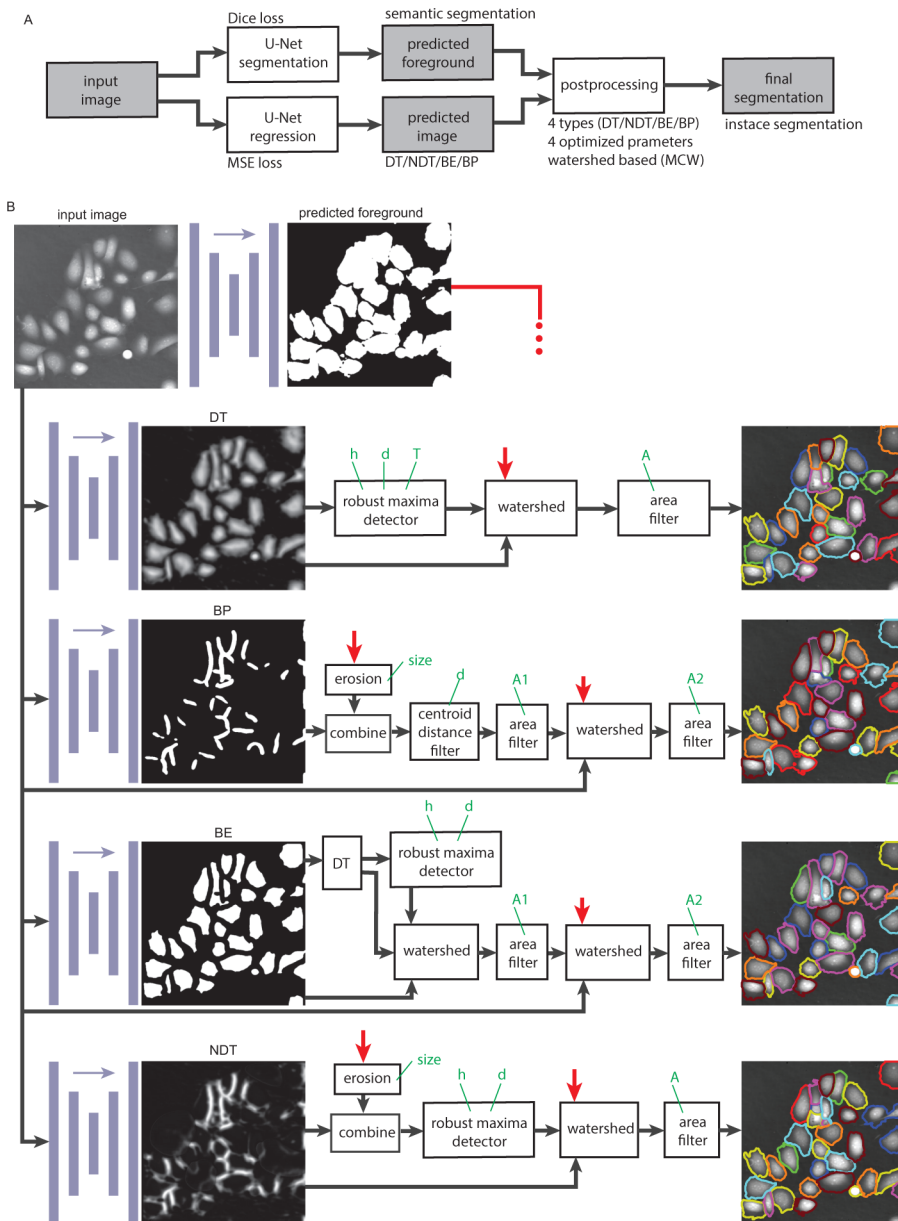 A
Dice loss
semantic segmentation
input
image
U-Net
segmentation
predicted
foreground
U-Net
regression
predicted
image
MSE loss
DT/NDT/BE/BP
postprocessing
4 types (DT/NDT/BE/BP)
4 optimized prameters
watershed based (MCW)
final
segmentation
instace segmentation
B
input image
predicted foreground
DT
h d T
robust maxima
detector
watershed
A
area
filter
BP
erosion
size
combine
d
centroid
distance
filter
A1
area
filter
watershed
A2
area
filter
BE
DT
h d
robust maxima
detector
watershed
A1
area
filter
watershed
A2
area
filter
NDT
erosion
size
combine
h d
robust maxima
detector
watershed
A
area
filter